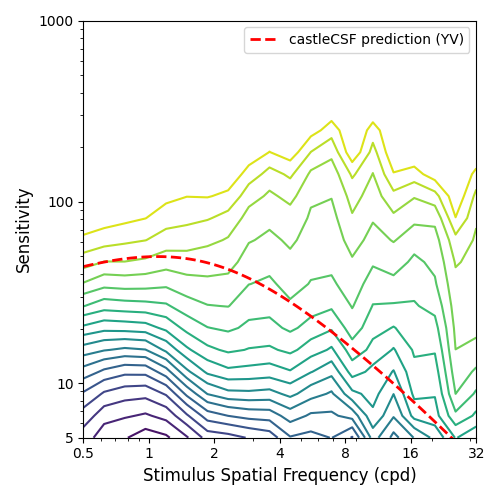 1000
castleCSF prediction (YV)
100
Sensitivity
10
5
0.5 1 2 4 8 16 32
Stimulus Spatial Frequency (cpd)